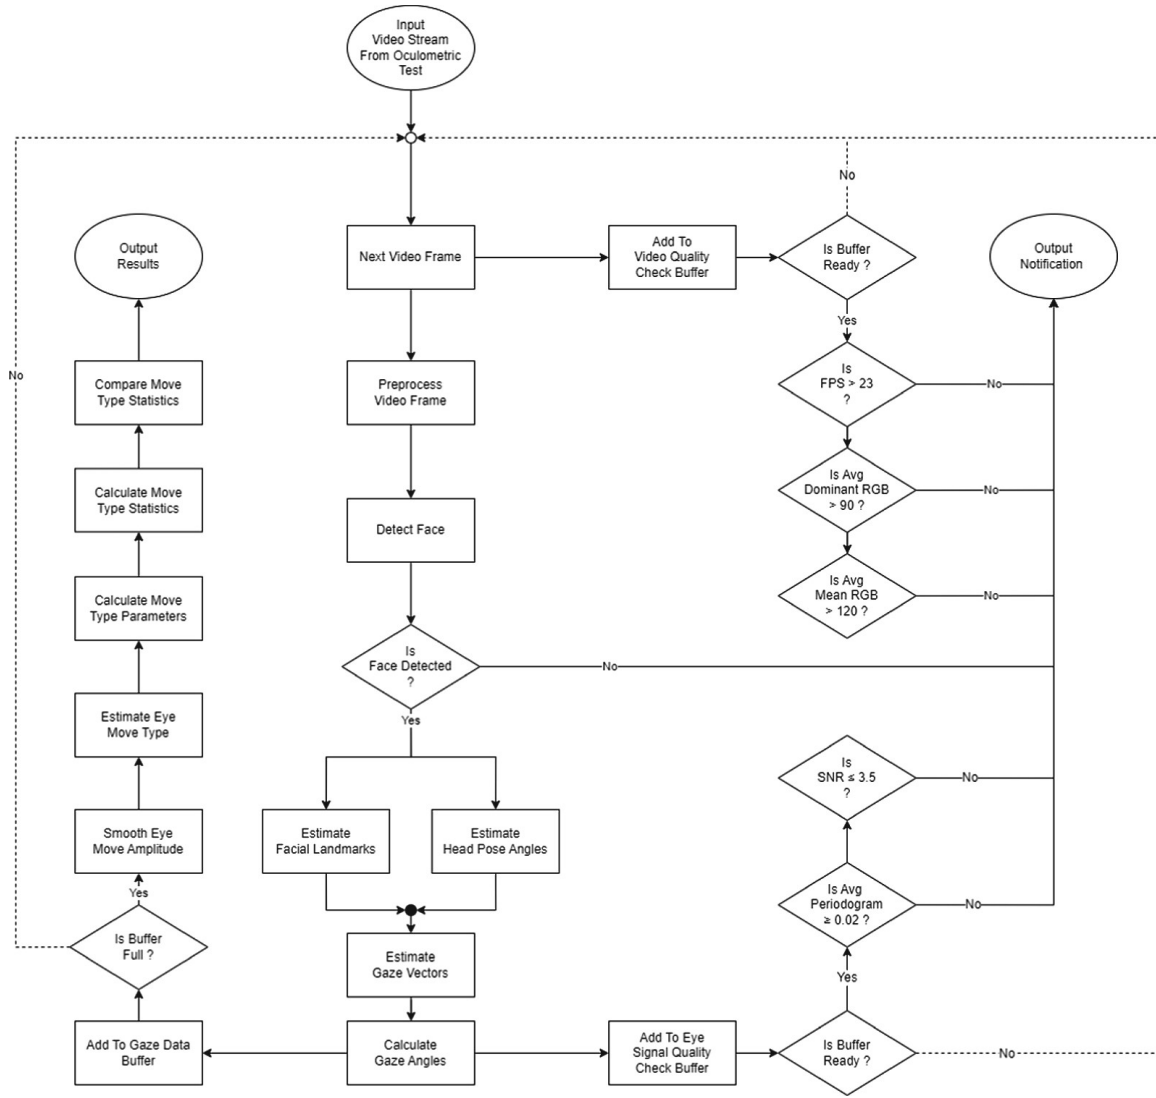 Input
Video Stream
From Oculometric
Test
No
Output
Results
Next Video Frame
Add To
Video Quality
Check Buffer
Is Buffer
Ready ?
Output
Notification
Yes
No
Compare Move
Type Statistics
Preprocess
Video Frame
Is
FPS > 23
?
No
Calculate Move
Type Statistics
Detect Face
Is Avg
Dominant RGB
> 90 ?
No
Calculate Move
Type Parameters
Is Avg
Mean RGB
> 120 ?
No
Is
Face Detected
?
No
Yes
Estimate Eye
Move Type
Is
SNR ≤ 3.5
?
No
Smooth Eye
Move Amplitude
Estimate
Facial Landmarks
Estimate
Head Pose Angles
Yes
Is Avg
Periodogram
≥ 0.02 ?
No
Is Buffer
Full ?
Estimate
Gaze Vectors
Yes
Add To Gaze Data
Buffer
Calculate
Gaze Angles
Add To Eye
Signal Quality
Check Buffer
Is Buffer
Ready ?
No